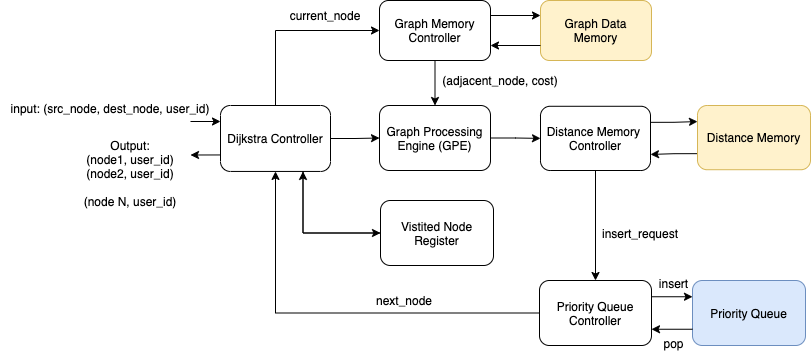 current_node
Graph Memory
Controller
Graph Data
Memory
(adjacent_node, cost)
input: (src_node, dest_node, user_id)
Dijkstra Controller
Graph Processing
Engine (GPE)
Distance Memory
Controller
Distance Memory
Output:
(node1, user_id)
(node2, user_id)
(node N, user_id)
Vistited Node
Register
insert_request
next_node
Priority Queue
Controller
insert
Priority Queue
pop